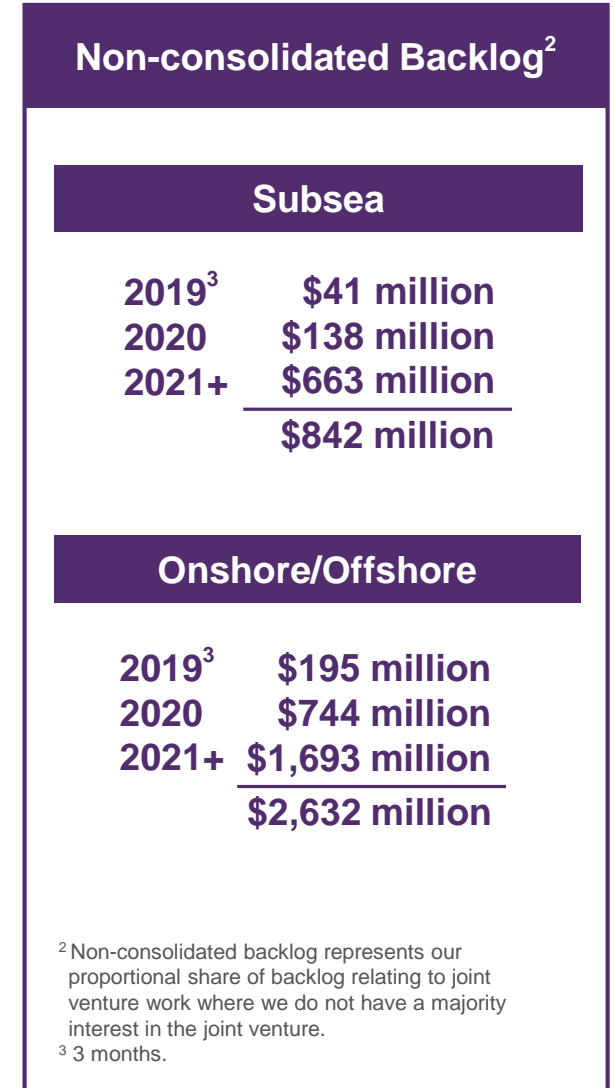 Non-consolidated Backlog²
Subsea
2019³ $41 million
2020 $138 million
2021+ $663 million
$842 million
Onshore/Offshore
2019³ $195 million
2020 $744 million
2021+ $1,693 million
$2,632 million
² Non-consolidated backlog represents our
proportional share of backlog relating to joint
venture work where we do not have a majority
interest in the joint venture.
³ 3 months.